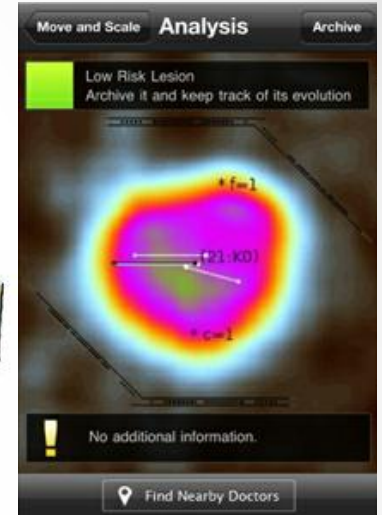 Move and Scale Analysis Archive
Low Risk Lesion
Archive it and keep track of its evolution
*f=1
(21:KO)
c=1
No additional information.
Find Nearby Doctors